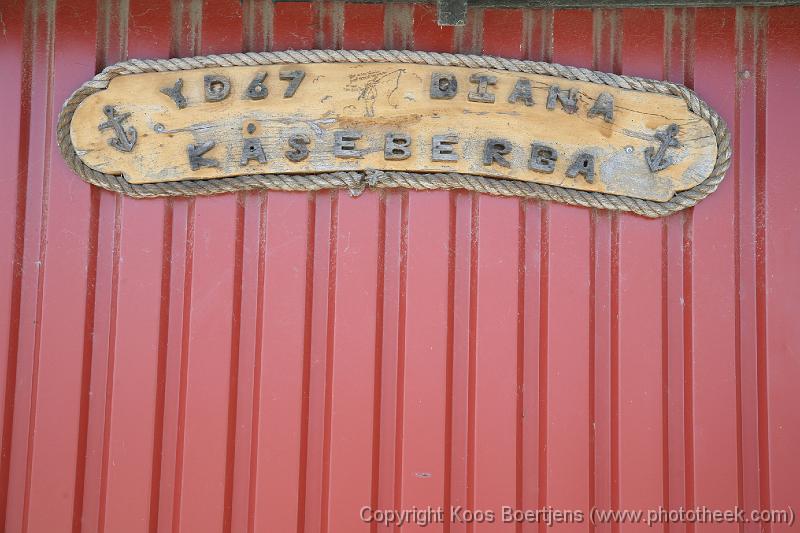 YD67 DIANA
KÅSEBERGA
Copyright Koos Boertjens (www.phototheek.com)